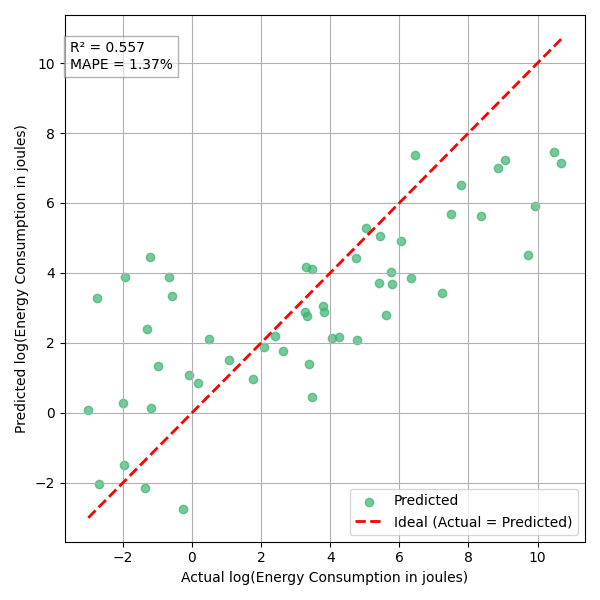 R² = 0.557
MAPE = 1.37%
10
8
6
4
2
0
−2
Predicted log(Energy Consumption in joules)
Predicted
Ideal (Actual = Predicted)
−2 0 2 4 6 8 10
Actual log(Energy Consumption in joules)